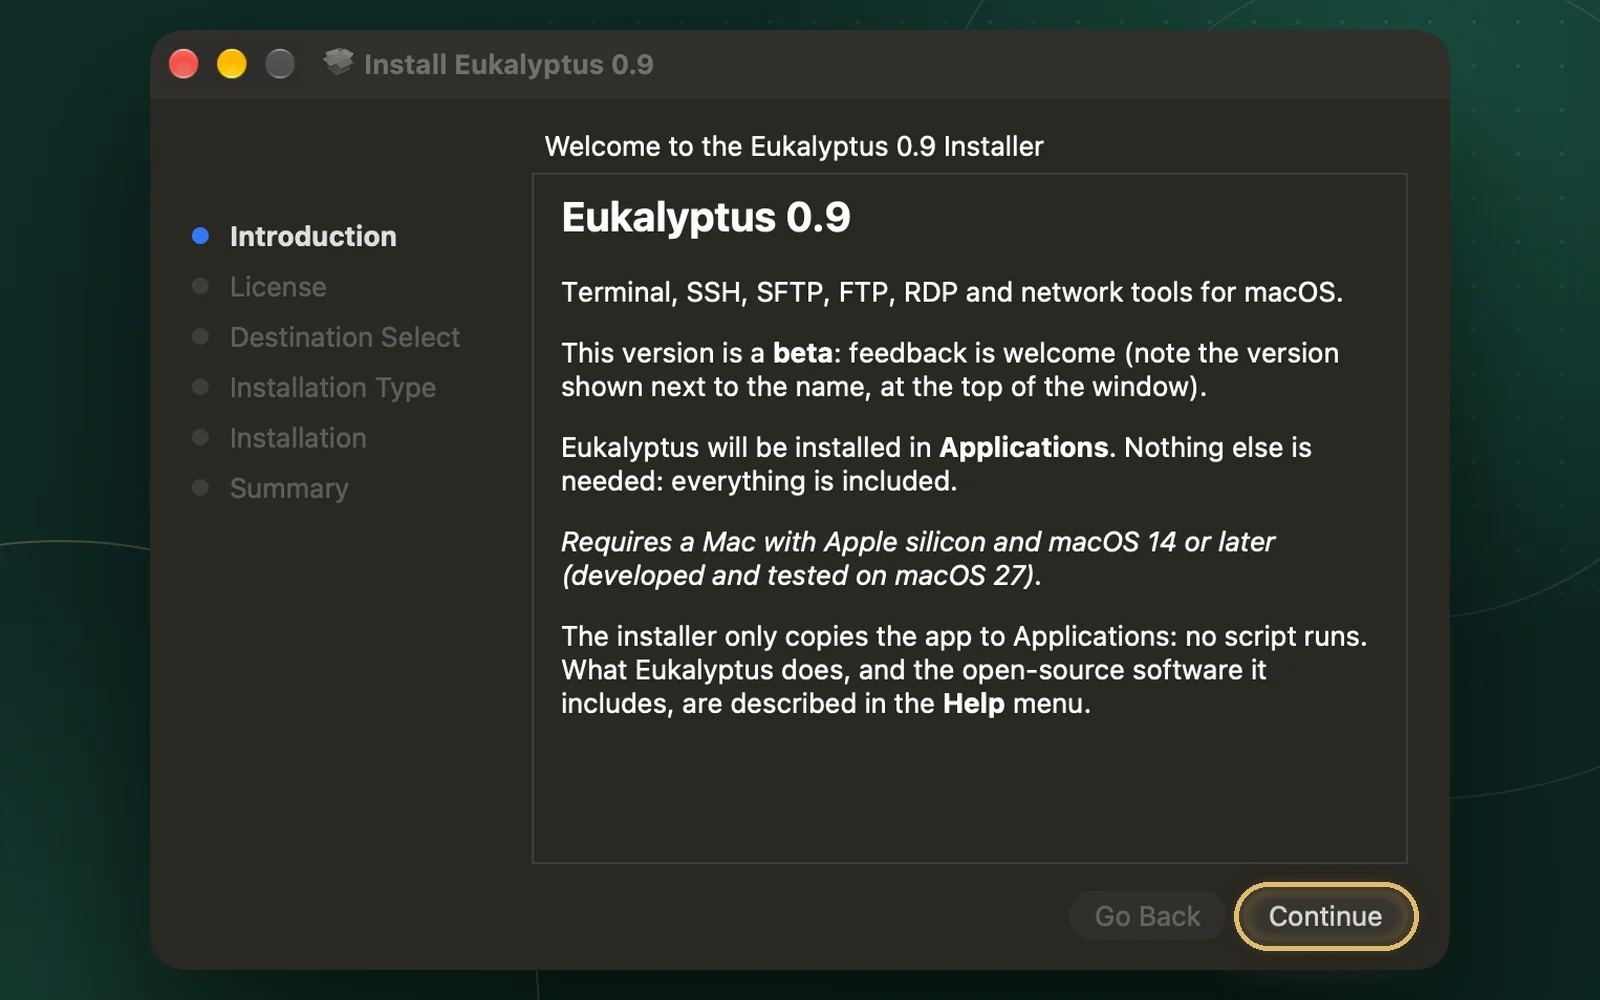 Install Eukalyptus 0.9
Welcome to the Eukalyptus 0.9 Installer
Introduction
License
Destination Select
Installation Type
Installation
Summary
Eukalyptus 0.9
Terminal, SSH, SFTP, FTP, RDP and network tools for macOS.
This version is a beta: feedback is welcome (note the version
shown next to the name, at the top of the window).
Eukalyptus will be installed in Applications. Nothing else is
needed: everything is included.
Requires a Mac with Apple silicon and macOS 14 or later
(developed and tested on macOS 27).
The installer only copies the app to Applications: no script runs.
What Eukalyptus does, and the open-source software it
includes, are described in the Help menu.
Go Back
Continue